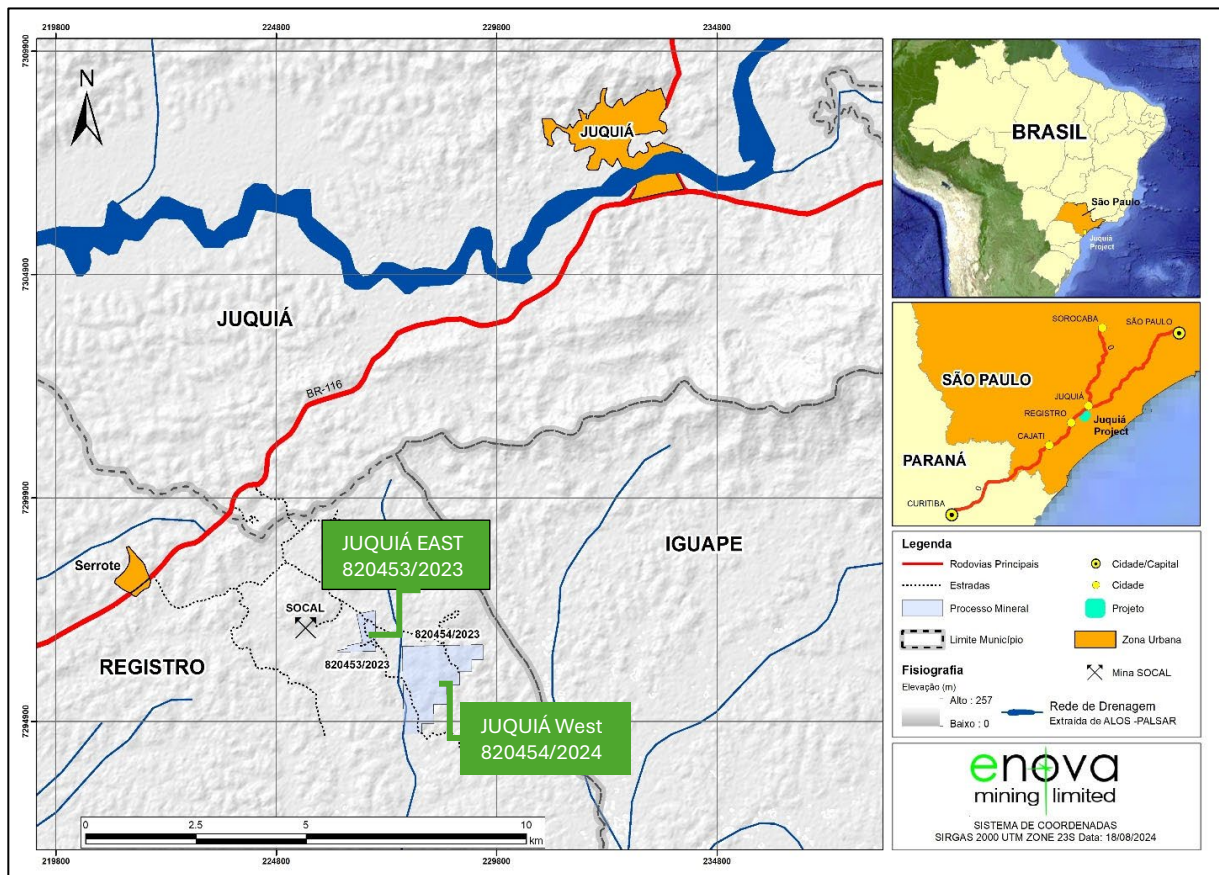 219800
224800
229800
234800
7309900
7304900
7299900
7294900
N
JUQUIÁ
JUQUIÁ
BR-116
Serrote
SOCAL
REGISTRO
IGUAPE
JUQUIÁ EAST
820453/2023
820454/2023
820453/2023
JUQUIÁ West
820454/2024
0
2.5
5
10
km
219800
224800
229800
234800
BRASIL
São Paulo
Juquiá
Project
SOROCABA
SÃO PAULO
SÃO PAULO
JUQUIÁ
REGISTRO
Juquiá
Project
CAJATI
PARANÁ
CURITIBA
Legenda
Rodovias Principais
Cidade/Capital
Estradas
Cidade
Processo Mineral
Projeto
Limite Município
Zona Urbana
Fisiografia
Mina SOCAL
Elevação (m)
Alto : 257
Baixo : 0
Rede de Drenagem
Extraída de ALOS -PALSAR
enova
mining limited
SISTEMA DE COORDENADAS
SIRGAS 2000 UTM ZONE 23S Data: 18/08/2024